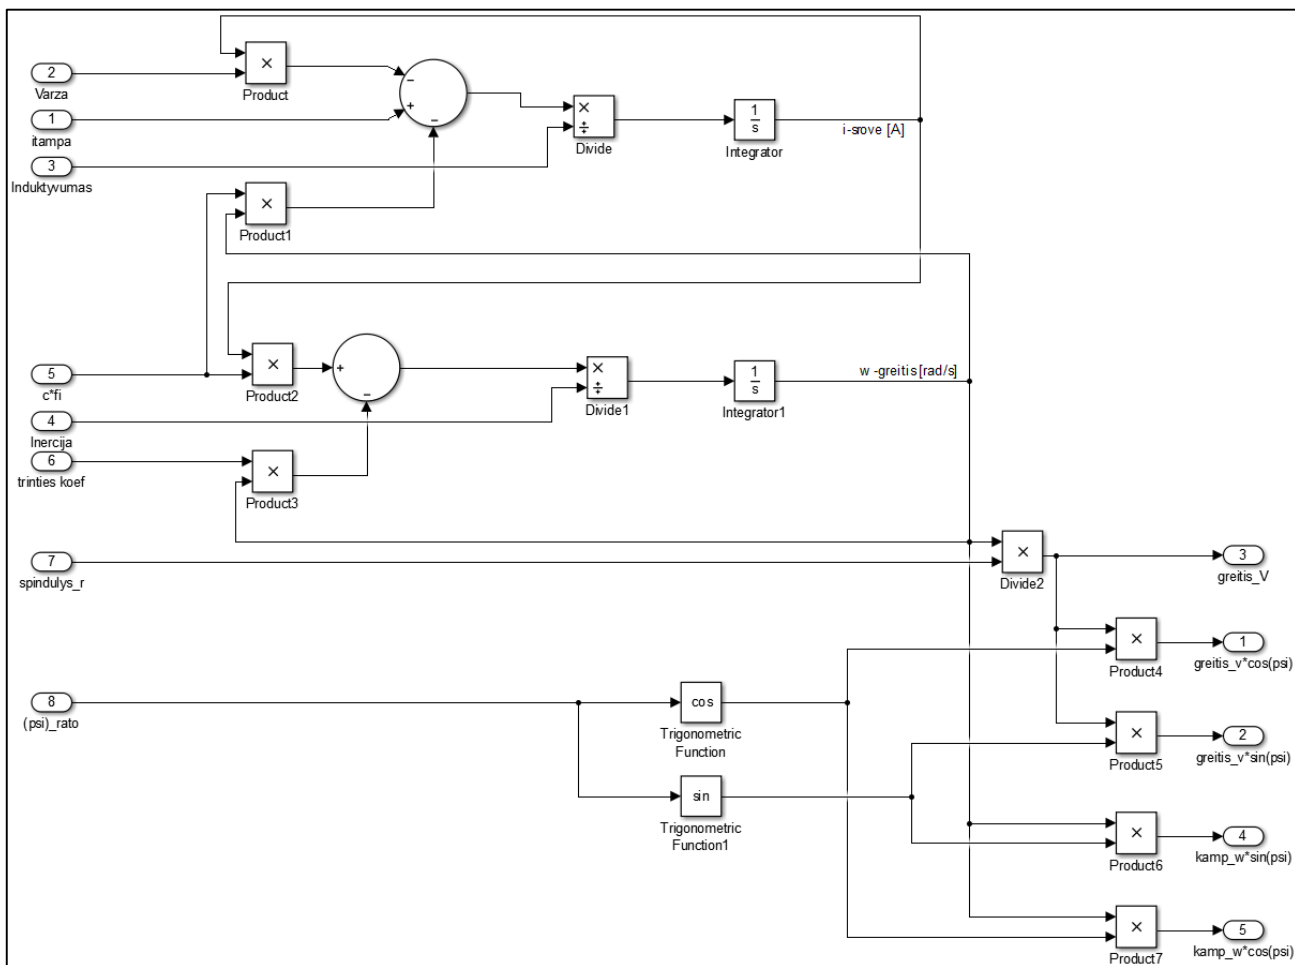 ×
2
Varza
Product
−
+
−
1
itampa
×
÷
Divide
1
s
Integrator
i-srove [A]
3
Induktyvumas
×
Product1
5
c*fi
×
Product2
+
−
×
÷
Divide1
1
s
Integrator1
w -greitis[rad/s]
4
Inercija
6
trinties koef
×
Product3
7
spindulys_r
×
Divide2
3
greitis_V
×
Product4
1
greitis_v*cos(psi)
8
(psi)_rato
cos
Trigonometric
Function
×
Product5
2
greitis_v*sin(psi)
sin
Trigonometric
Function1
×
Product6
4
kamp_w*sin(psi)
×
Product7
5
kamp_w*cos(psi)